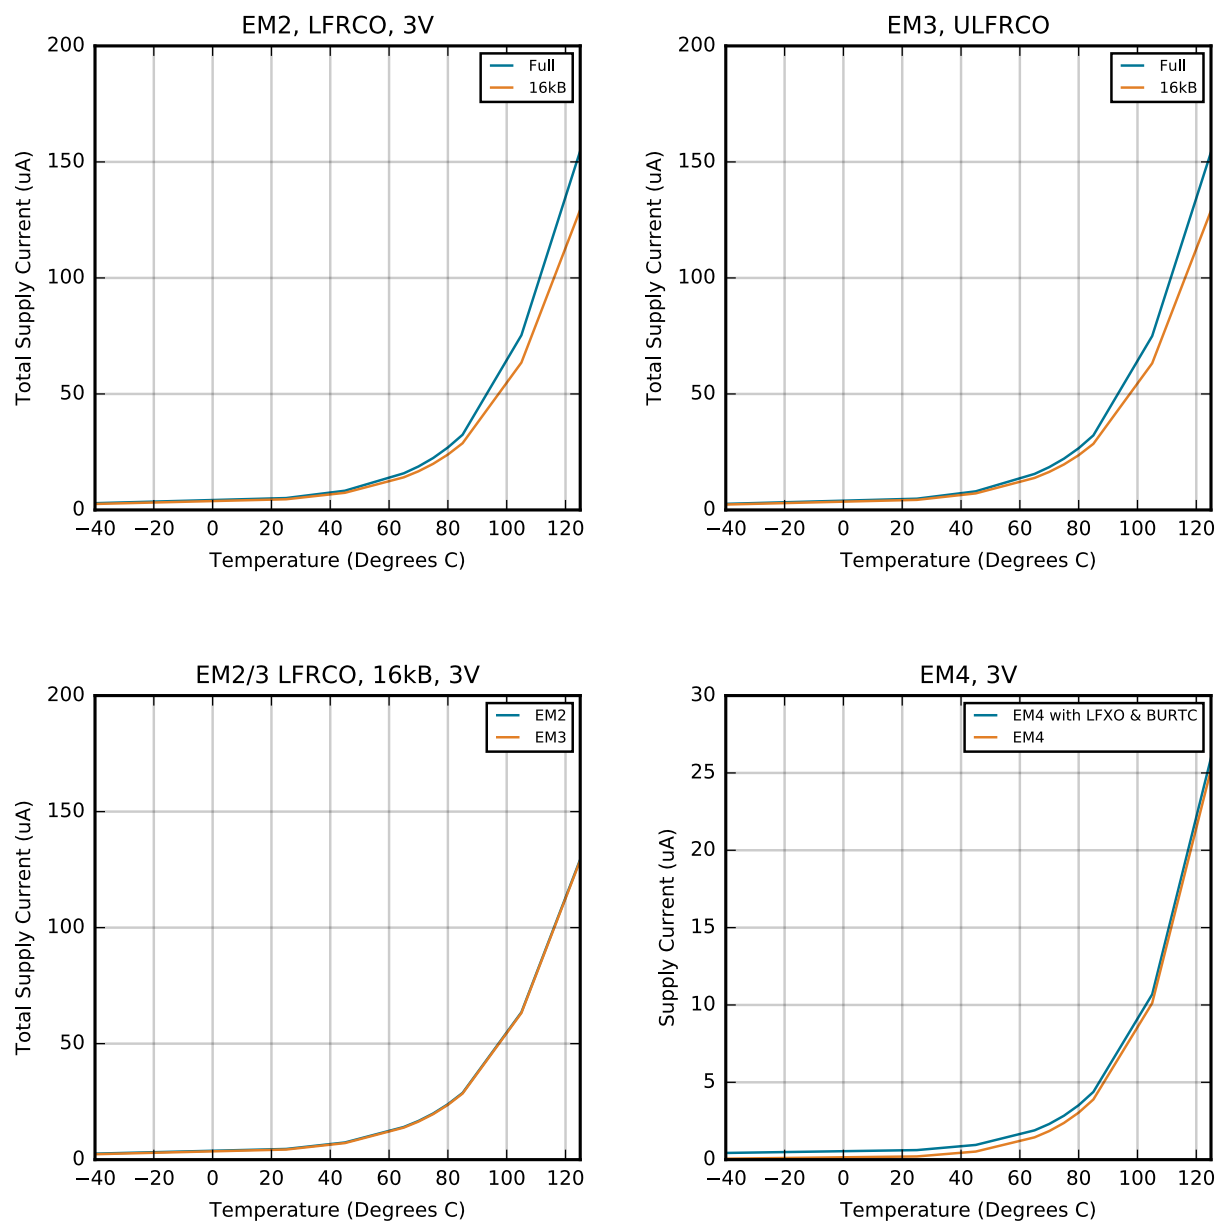 EM2, LFRCO, 3V
200
150
100
50
0
Total Supply Current (uA)
Full
16kB
−40 −20 0 20 40 60 80 100 120
Temperature (Degrees C)
EM3, ULFRCO
200
150
100
50
0
Total Supply Current (uA)
Full
16kB
−40 −20 0 20 40 60 80 100 120
Temperature (Degrees C)
EM2/3 LFRCO, 16kB, 3V
200
150
100
50
0
Total Supply Current (uA)
EM2
EM3
−40 −20 0 20 40 60 80 100 120
Temperature (Degrees C)
EM4, 3V
30
25
20
15
10
5
0
Supply Current (uA)
EM4 with LFXO & BURTC
EM4
−40 −20 0 20 40 60 80 100 120
Temperature (Degrees C)